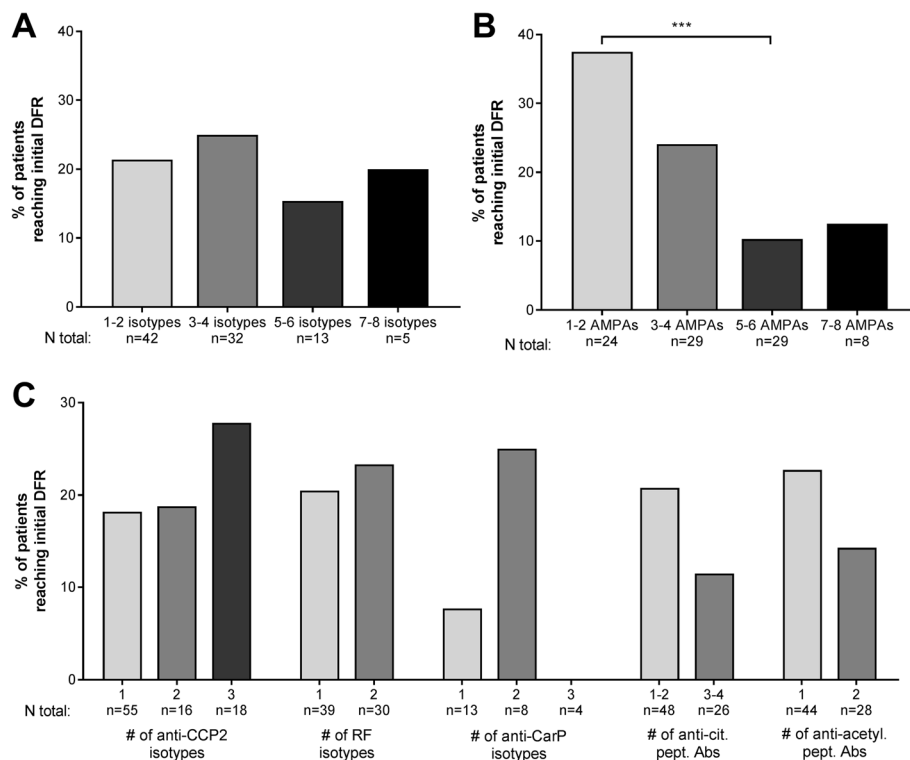 A
% of patients
reaching initial DFR
40
30
20
10
0
1-2 isotypes 3-4 isotypes 5-6 isotypes 7-8 isotypes
N total: n=42 n=32 n=13 n=5
B
***
% of patients
reaching initial DFR
40
30
20
10
0
1-2 AMPAs 3-4 AMPAs 5-6 AMPAs 7-8 AMPAs
N total: n=24 n=29 n=29 n=8
C
% of patients
reaching initial DFR
30
20
10
0
1 2 3 1 2 1 2 3 1-2 3-4 1 2
N total: n=55 n=16 n=18 n=39 n=30 n=13 n=8 n=4 n=48 n=26 n=44 n=28
# of anti-CCP2 # of RF # of anti-CarP # of anti-cit. # of anti-acetyl.
isotypes isotypes isotypes pept. Abs pept. Abs